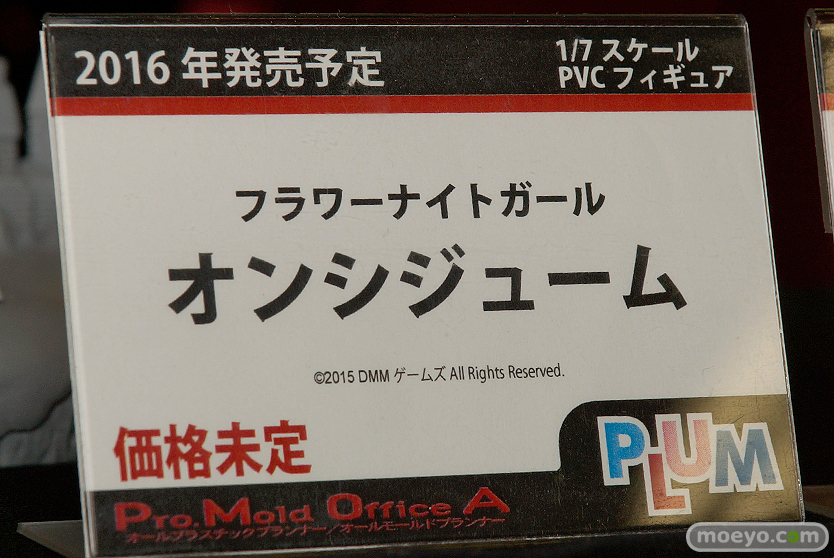 2016年発売予定
1/7 スケール
PVC フィギュア
フラワーナイトガール
オンシジューム
©2015 DMM ゲームズ All Rights Reserved.
価格未定
PLUM
Pro.Mold Office A
オールプラスチックプランナー/オールモールドプランナー
moeyo.com